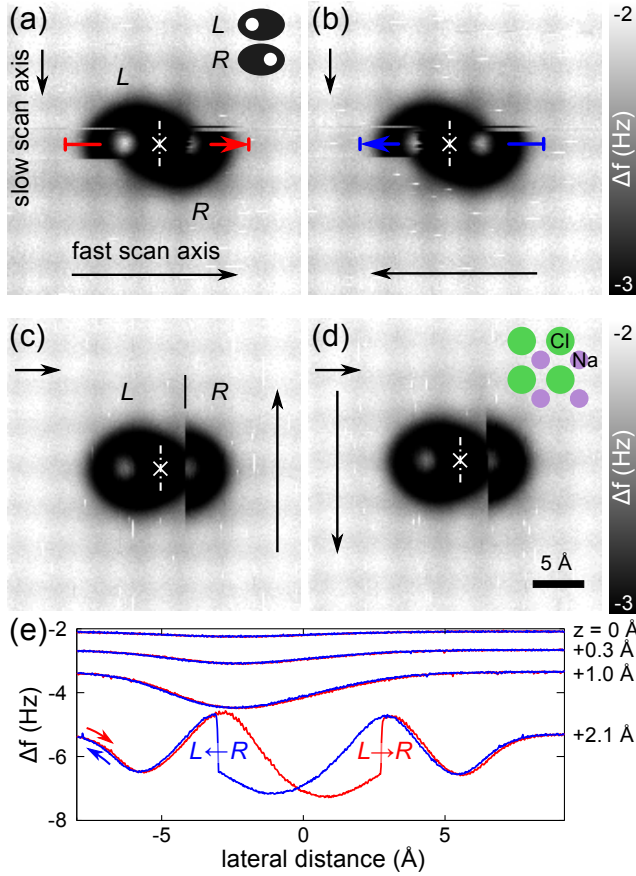 (a)
L
L
R
R
slow scan axis
fast scan axis
(b)
-2
Δf (Hz)
-3
(c)
L
R
(d)
Cl
Na
5 Å
-2
Δf (Hz)
-3
(e)
-2
-4
-6
-8
Δf (Hz)
z = 0 Å
+0.3 Å
+1.0 Å
+2.1 Å
L←R
L→R
-5
0
5
lateral distance (Å)